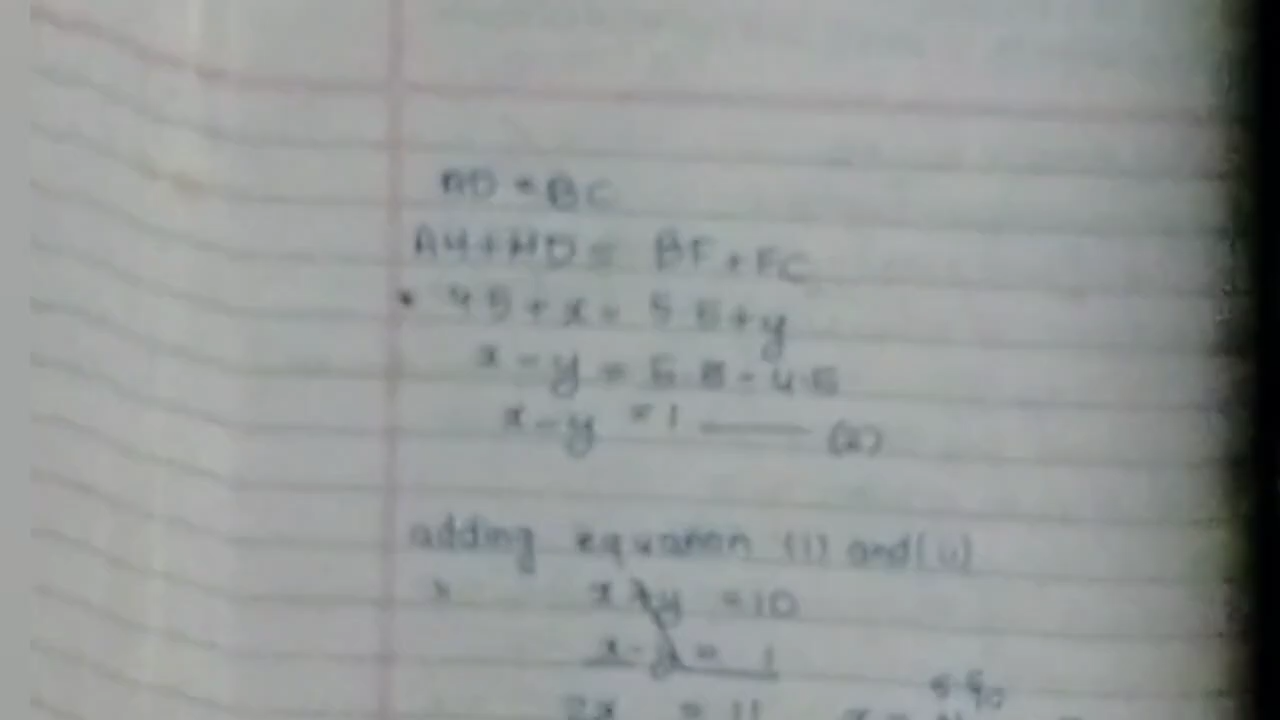 AD = BC
AH+HD = BF+FC
4.5+x = 5.5+y
x-y = 5.5-4.5
x-y = 1 —— (2)
adding equation (i) and (ii)
x+y = 10
x-y = 1
2x = 11